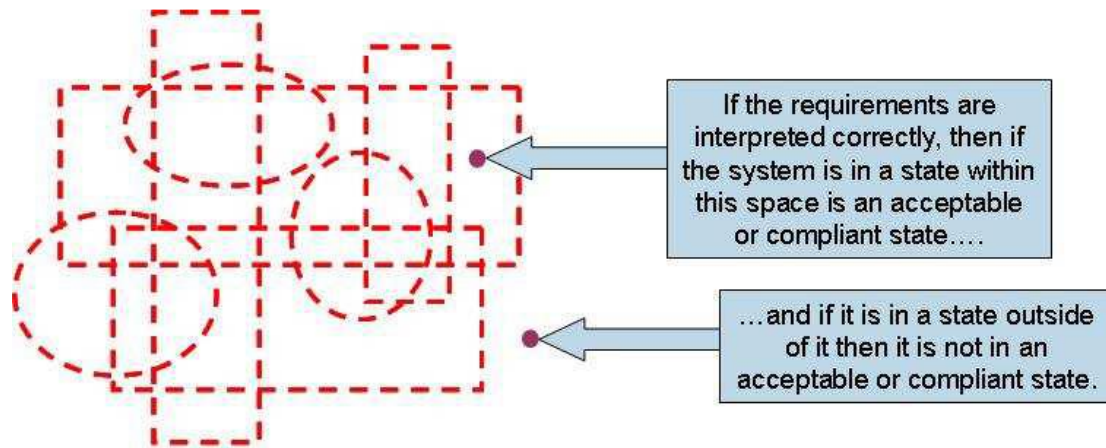 If the requirements are
interpreted correctly, then if
the system is in a state within
this space is an acceptable
or compliant state....
...and if it is in a state outside
of it then it is not in an
acceptable or compliant state.